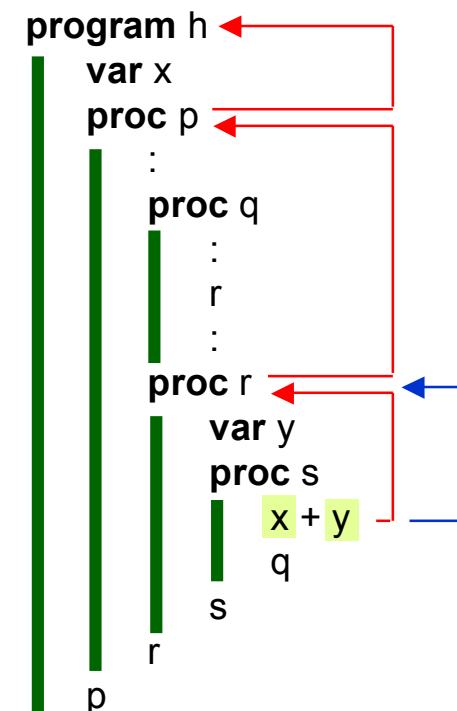 program h
var x
proc p
:
proc q
:
r
:
proc r
var y
proc s
x + y
q
s
r
p